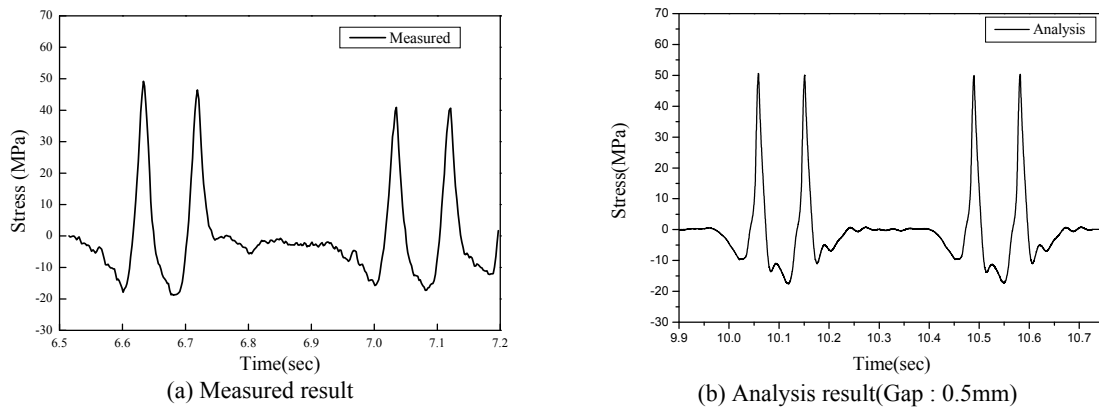 70
60
50
40
30
20
10
0
-10
-20
-30
Stress (MPa)
Measured
6.5 6.6 6.7 6.8 6.9 7.0 7.1 7.2
Time(sec)
(a) Measured result
70
60
50
40
30
20
10
0
-10
-20
-30
Stress(MPa)
Analysis
9.9 10.0 10.1 10.2 10.3 10.4 10.5 10.6 10.7
Time(sec)
(b) Analysis result(Gap : 0.5mm)